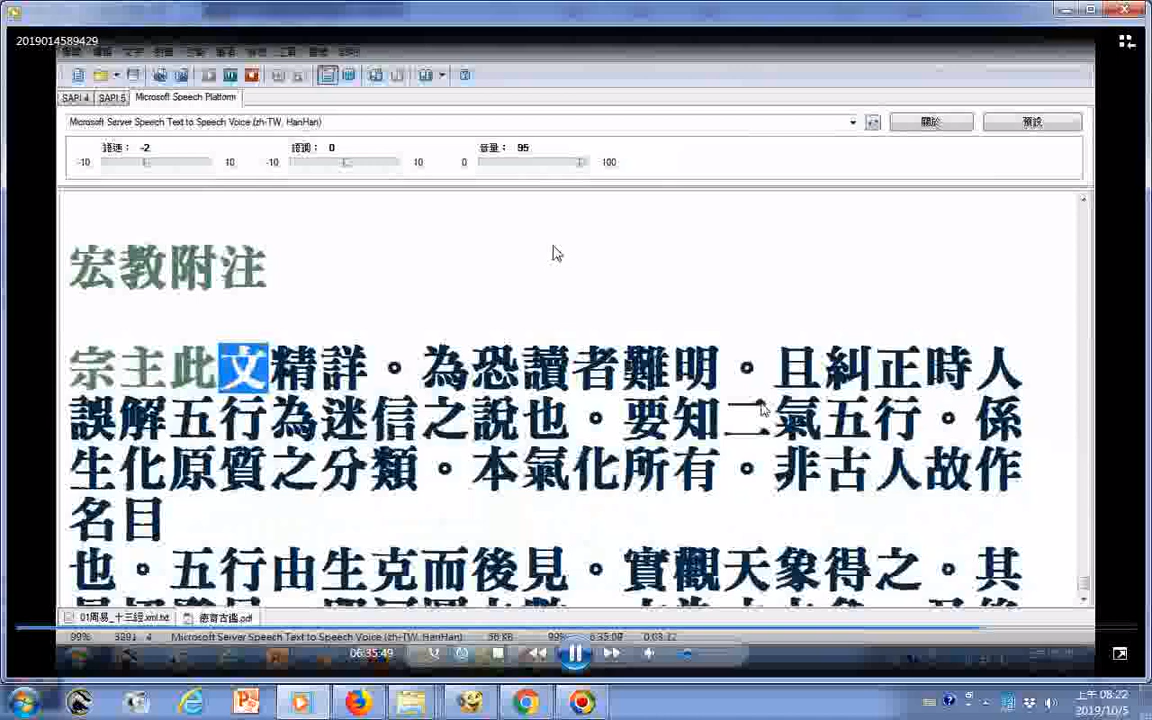 2019014589429
SAPI 4 SAPI 5 Microsoft Speech Platform
Microsoft Server Speech Text to Speech Voice (zh-TW, HanHan) 關於 預設
語速： -2 語調： 0 音量： 95
-10 10 -10 10 0 100
宏教附注
宗主此文精詳。為恐讀者難明。且糾正時人
誤解五行為迷信之說也。要知二氣五行。係
生化原質之分類。本氣化所有。非古人故作
名目
也。五行由生克而後見。實觀天象得之。其
01周易_十三經.xml.txt
99% 3291 4 Microsoft Server Speech Text to Speech Voice (zh-TW, HanHan) 56 KB 99%
06:35:49
上午 08:22
2019/10/5